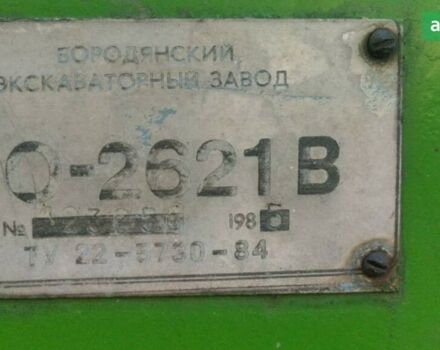 БОРОДЯНСКИЙ
ЭКСКАВАТОРНЫЙ ЗАВОД
О-2621В
№ 198
ТУ 22-5730-84